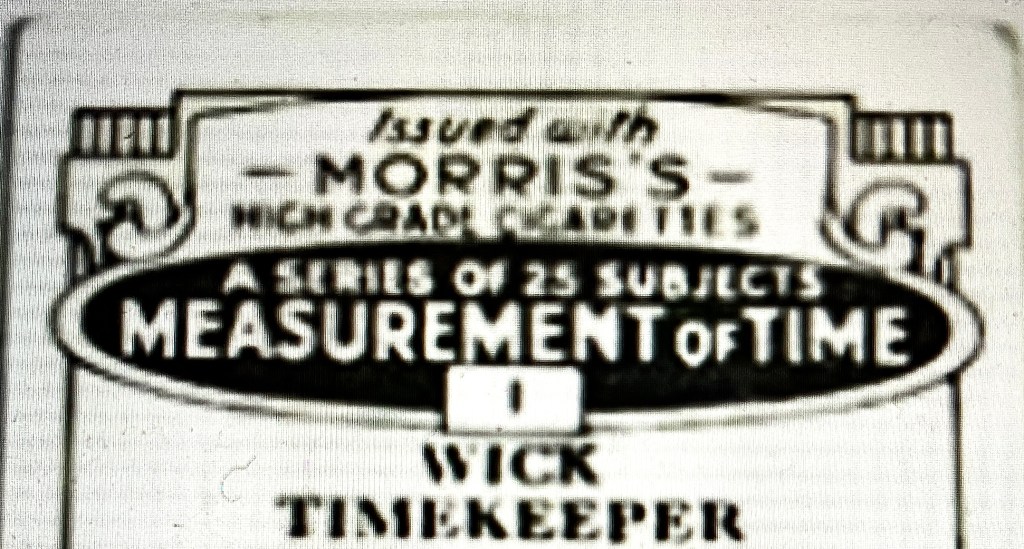 Issued with
— MORRIS'S —
HIGH GRADE CIGARETTES
A SERIES OF 25 SUBJECTS
MEASUREMENT OF TIME
1
WICK
TIMEKEEPER